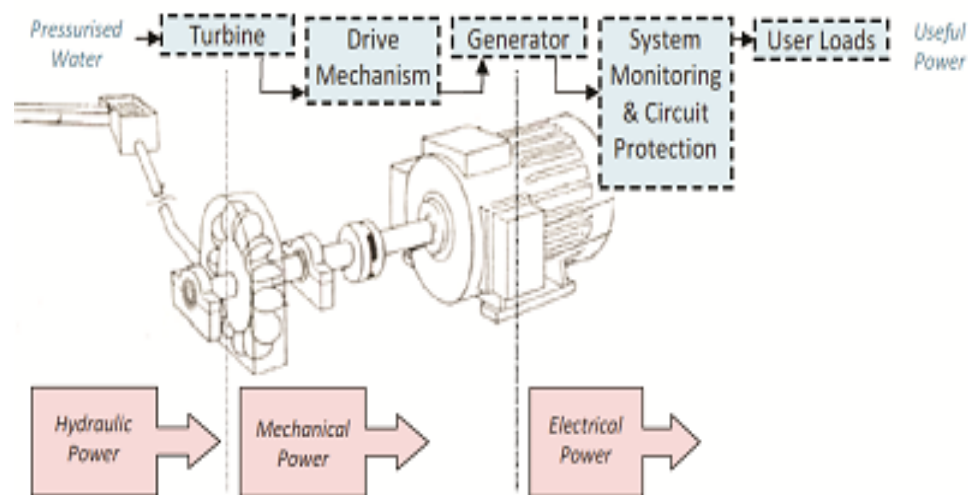 Pressurised
Water
Turbine
Drive
Mechanism
Generator
System
Monitoring
& Circuit
Protection
User Loads
Useful
Power
Hydraulic
Power
Mechanical
Power
Electrical
Power